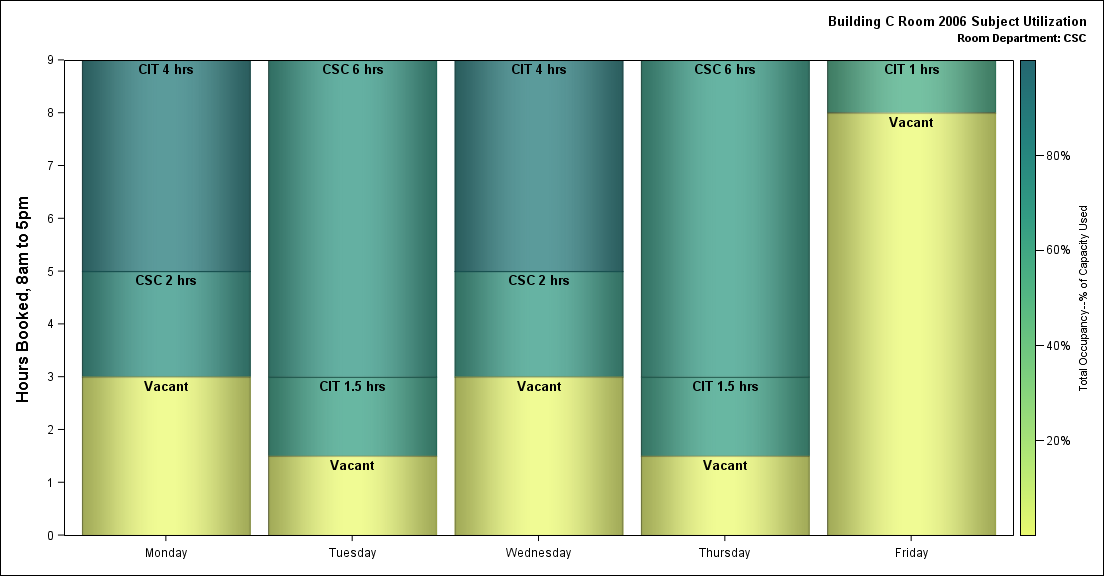 Building C Room 2006 Subject Utilization
Room Department: CSC
Hours Booked, 8am to 5pm
9
8
7
6
5
4
3
2
1
0
CIT 4 hrs
CSC 2 hrs
Vacant
CSC 6 hrs
CIT 1.5 hrs
Vacant
CIT 4 hrs
CSC 2 hrs
Vacant
CSC 6 hrs
CIT 1.5 hrs
Vacant
CIT 1 hrs
Vacant
Monday
Tuesday
Wednesday
Thursday
Friday
80%
60%
40%
20%
Total Occupancy--% of Capacity Used